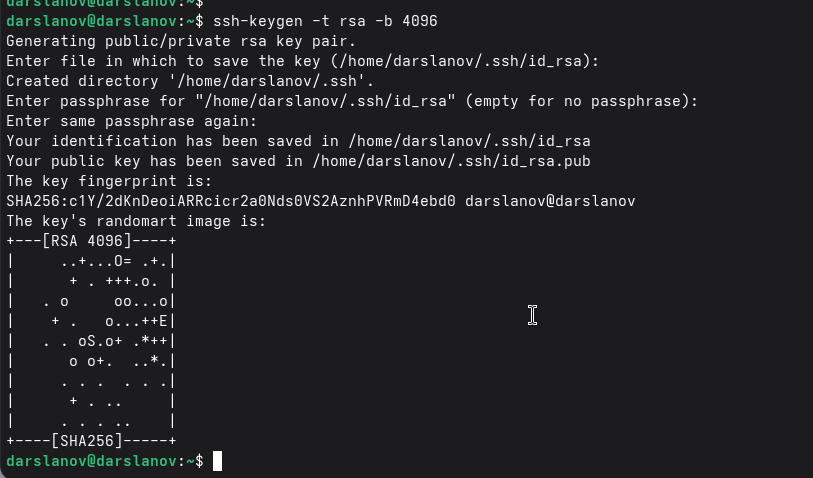 darslanov@darslanov:~$
darslanov@darslanov:~$ ssh-keygen -t rsa -b 4096
Generating public/private rsa key pair.
Enter file in which to save the key (/home/darslanov/.ssh/id_rsa):
Created directory '/home/darslanov/.ssh'.
Enter passphrase for "/home/darslanov/.ssh/id_rsa" (empty for no passphrase):
Enter same passphrase again:
Your identification has been saved in /home/darslanov/.ssh/id_rsa
Your public key has been saved in /home/darslanov/.ssh/id_rsa.pub
The key fingerprint is:
SHA256:c1Y/2dKnDeoiARRcicr2a0Nds0VS2AznhPVRmD4ebd0 darslanov@darslanov
The key's randomart image is:
+---[RSA 4096]----+
|     ..+...O= .+.|
|      + . +++.o. |
|   . o     oo...o|
|    + .   o...++E|
|   . . oS.o+ .*++|
|      o o+.  ..*.|
|     . . .  . . .|
|      + . ..     |
|     . . . ..    |
+----[SHA256]-----+
darslanov@darslanov:~$